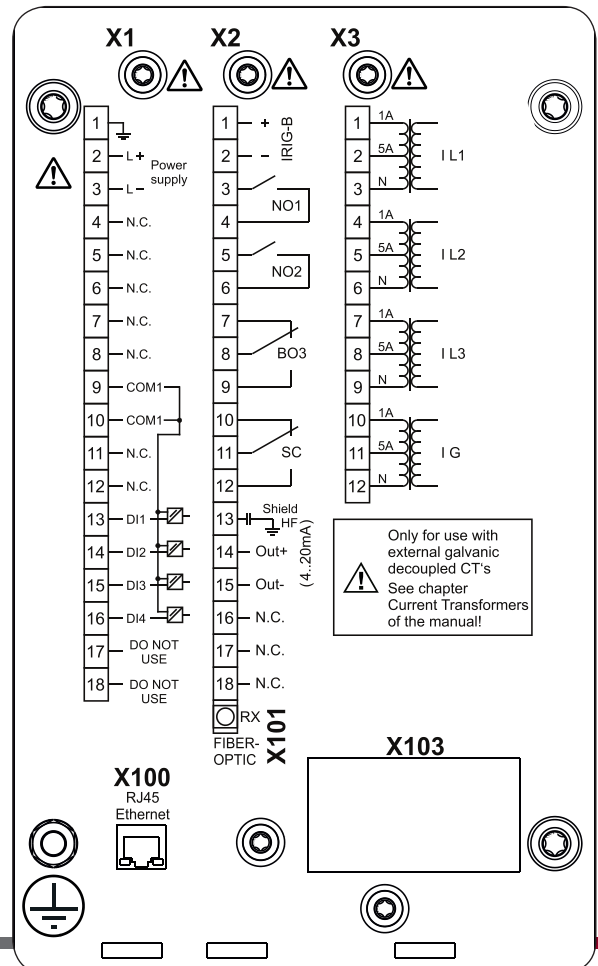 X1
X2
X3
1
2
L+
Power
supply
3
L-
4
N.C.
5
N.C.
6
N.C.
7
N.C.
8
N.C.
9
COM1
10
COM1
11
N.C.
12
N.C.
13
DI1
14
DI2
15
DI3
16
DI4
17
DO NOT
USE
18
DO NOT
USE
1
+
2
-
IRIG-B
3
NO1
4
5
NO2
6
7
8
BO3
9
10
11
SC
12
13
Shield
HF
14
Out+
15
Out-
(4..20mA)
16
N.C.
17
N.C.
18
N.C.
RX
FIBER-
OPTIC
X101
1
1A
2
5A
I L1
3
N
4
1A
5
5A
I L2
6
N
7
1A
8
5A
I L3
9
N
10
1A
11
5A
I G
12
N
Only for use with
external galvanic
decoupled CT's
See chapter
Current Transformers
of the manual!
X100
RJ45
Ethernet
X103